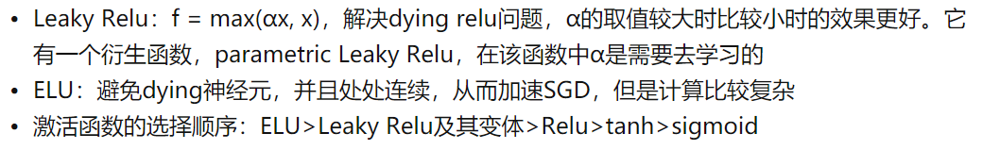 • Leaky Relu：f = max(αx, x)，解决dying relu问题，α的取值较大时比较小时的效果更好。它
有一个衍生函数，parametric Leaky Relu，在该函数中α是需要去学习的
• ELU：避免dying神经元，并且处处连续，从而加速SGD，但是计算比较复杂
• 激活函数的选择顺序：ELU>Leaky Relu及其变体>Relu>tanh>sigmoid